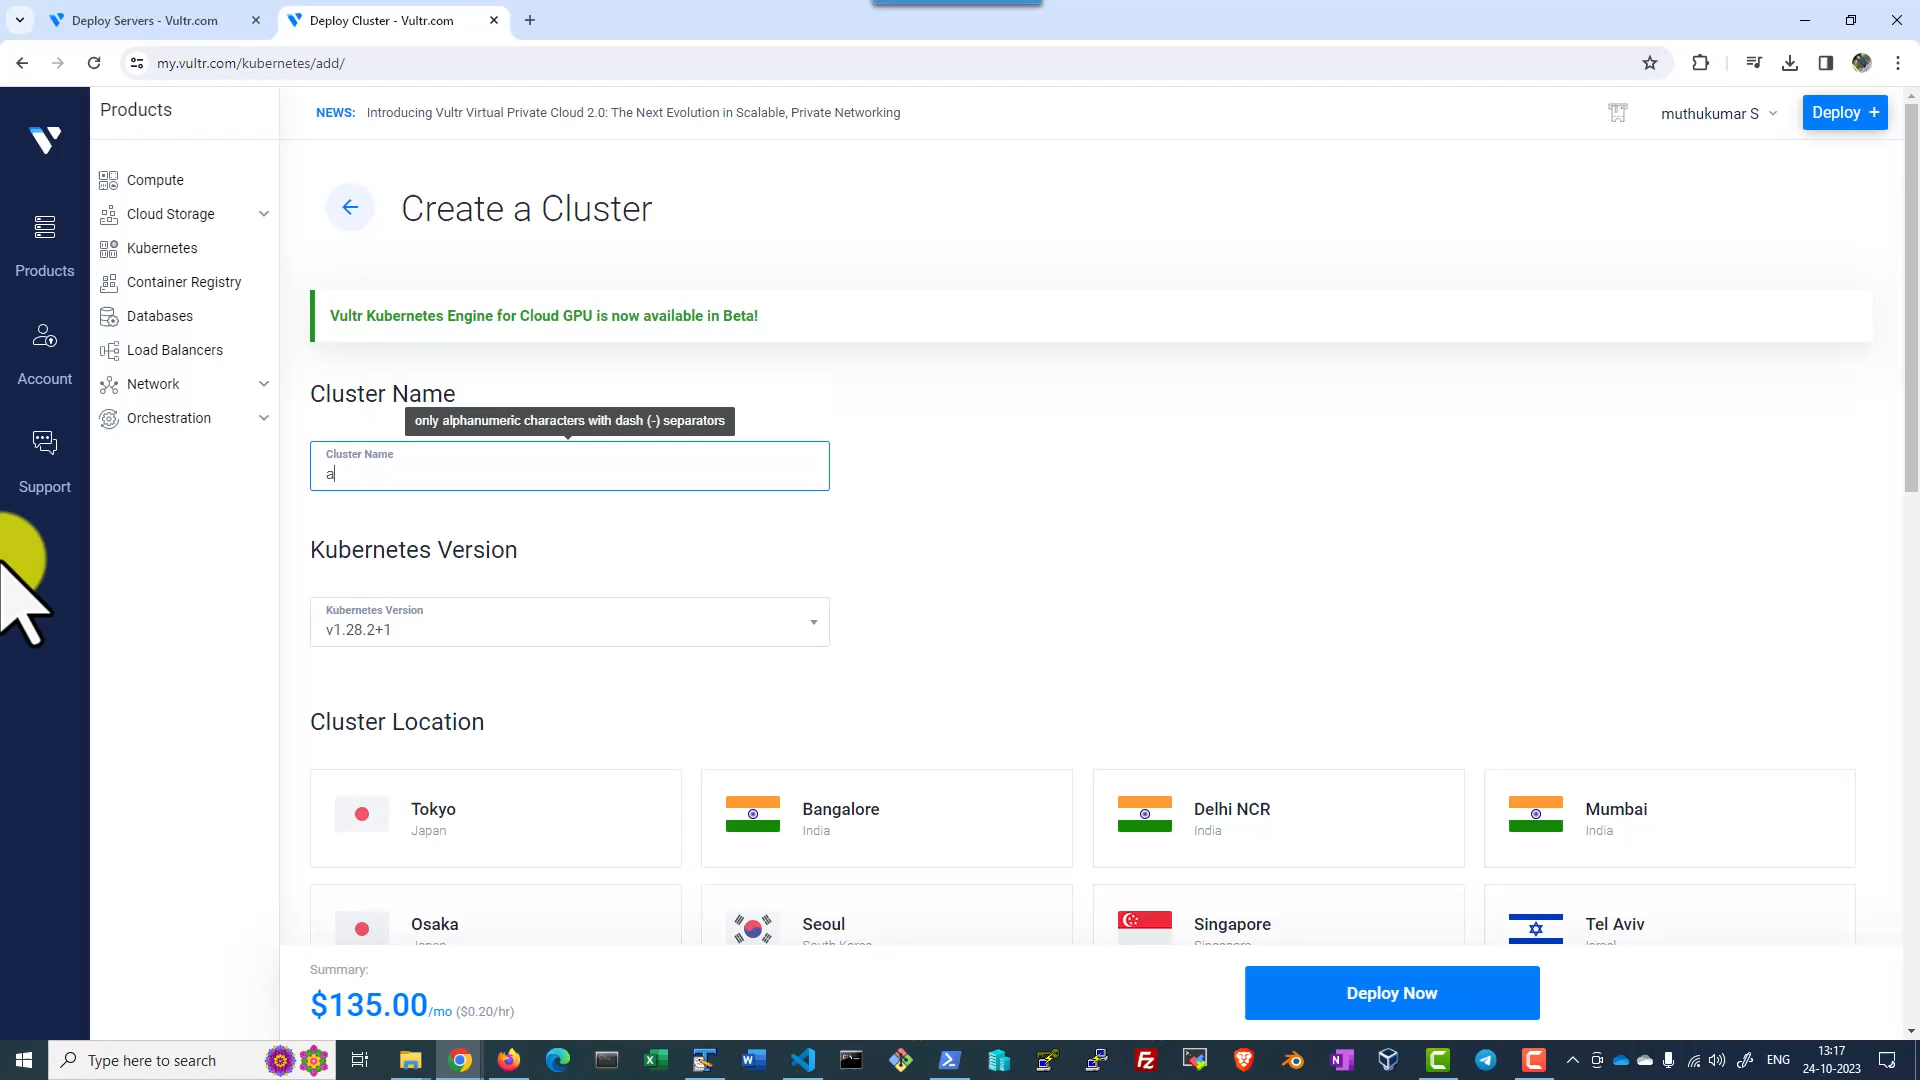 Deploy Servers - Vultr.com
Deploy Cluster - Vultr.com
my.vultr.com/kubernetes/add/
Products
NEWS: Introducing Vultr Virtual Private Cloud 2.0: The Next Evolution in Scalable, Private Networking
muthukumar S
Deploy +
Compute
Cloud Storage
Kubernetes
Container Registry
Databases
Load Balancers
Network
Orchestration
Products
Account
Support
Create a Cluster
Vultr Kubernetes Engine for Cloud GPU is now available in Beta!
Cluster Name
only alphanumeric characters with dash (-) separators
Cluster Name
a
Kubernetes Version
Kubernetes Version
v1.28.2+1
Cluster Location
Tokyo
Japan
Bangalore
India
Delhi NCR
India
Mumbai
India
Osaka
Japan
Seoul
South Korea
Singapore
Singapore
Tel Aviv
Israel
Summary:
$135.00/mo ($0.20/hr)
Deploy Now
Type here to search
ENG
13:17
24-10-2023